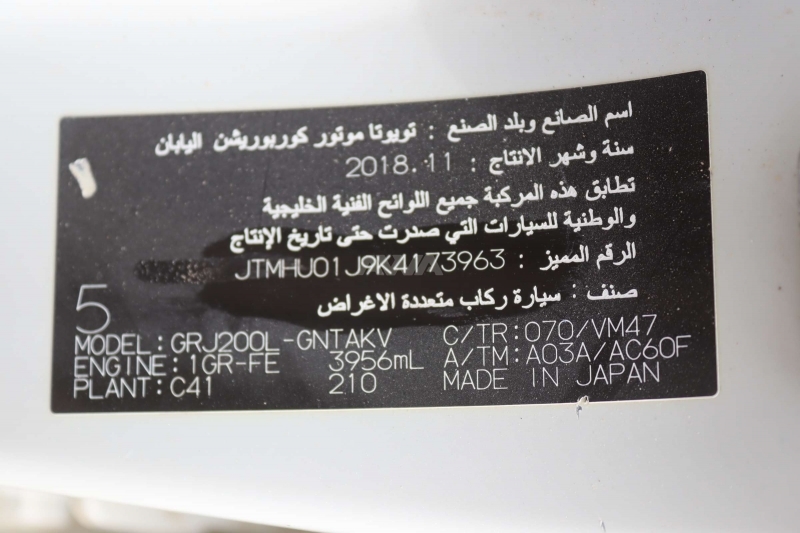 اسم الصانع وبلد الصنع : تويوتا موتور كوربوريشن اليابان
سنة وشهر الانتاج : 2018.11
تطابق هذه المركبة جميع اللوائح الفنية الخليجية
والوطنية للسيارات التي صدرت حتى تاريخ الإنتاج
الرقم المميز : JTMHU01J9K4173963
صنف : سيارة ركاب متعددة الاغراض
5
MODEL:GRJ200L-GNTAKV C/TR:070/VM47
ENGINE:1GR-FE 3956mL A/TM:A03A/AC60F
PLANT:C41 210 MADE IN JAPAN